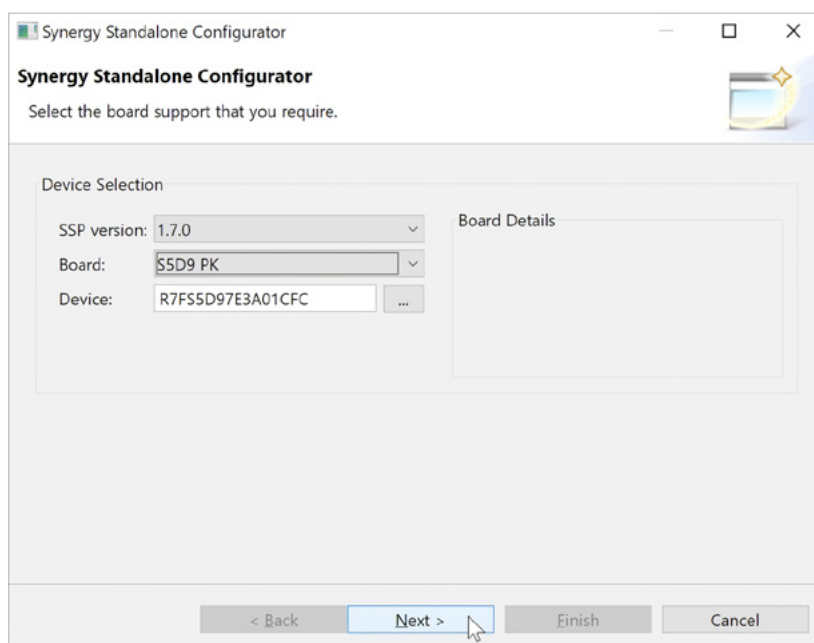 Synergy Standalone Configurator
Synergy Standalone Configurator
Select the board support that you require.
Device Selection
SSP version: 1.7.0
Board: S5D9 PK
Device: R7FS5D97E3A01CFC ...
Board Details
< Back Next > Finish Cancel